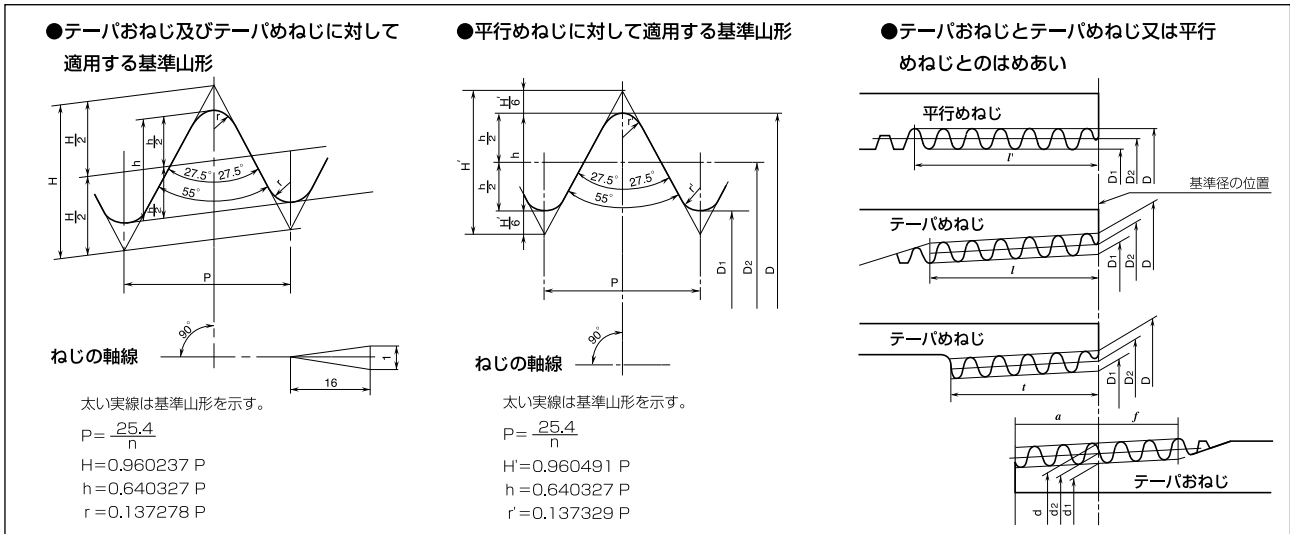 ●テーパおねじ及びテーパめねじに対して
適用する基準山形
H
H/2
H/2
h
h/2
h/2
r
r
27.5° 27.5°
55°
P
90°
ねじの軸線
16
1
太い実線は基準山形を示す。
P= 25.4/n
H=0.960237 P
h=0.640327 P
r=0.137278 P
●平行めねじに対して適用する基準山形
H'
H'/6
h/2
h
h/2
H'/6
r'
r'
27.5° 27.5°
55°
P
D1
D2
D
90°
ねじの軸線
太い実線は基準山形を示す。
P= 25.4/n
H'=0.960491 P
h=0.640327 P
r'=0.137329 P
●テーパおねじとテーパめねじ又は平行
めねじとのはめあい
平行めねじ
l'
D1
D2
D
基準径の位置
テーパめねじ
l
D1
D2
D
テーパめねじ
t
D1
D2
D
a
f
テーパおねじ
d
d2
d1